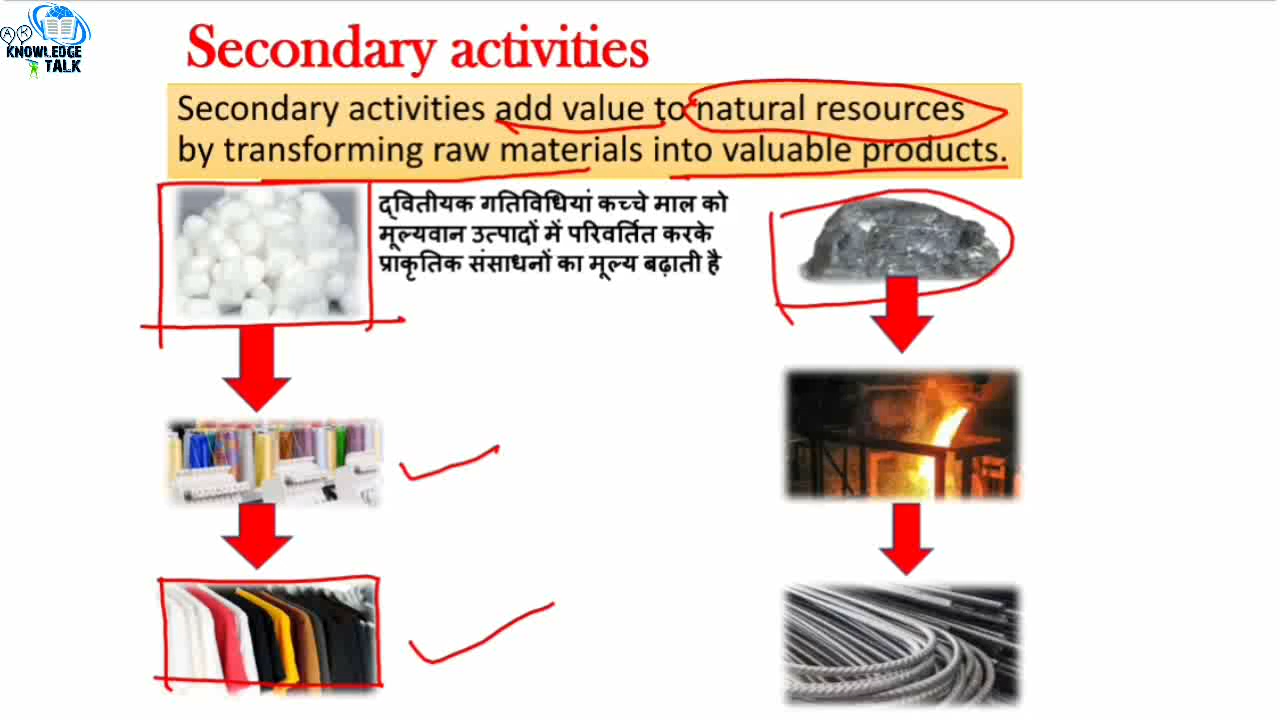 AK
KNOWLEDGE
TALK
Secondary activities
Secondary activities add value to natural resources
by transforming raw materials into valuable products.
द्वितीयक गतिविधियां कच्चे माल को
मूल्यवान उत्पादों में परिवर्तित करके
प्राकृतिक संसाधनों का मूल्य बढ़ाती है